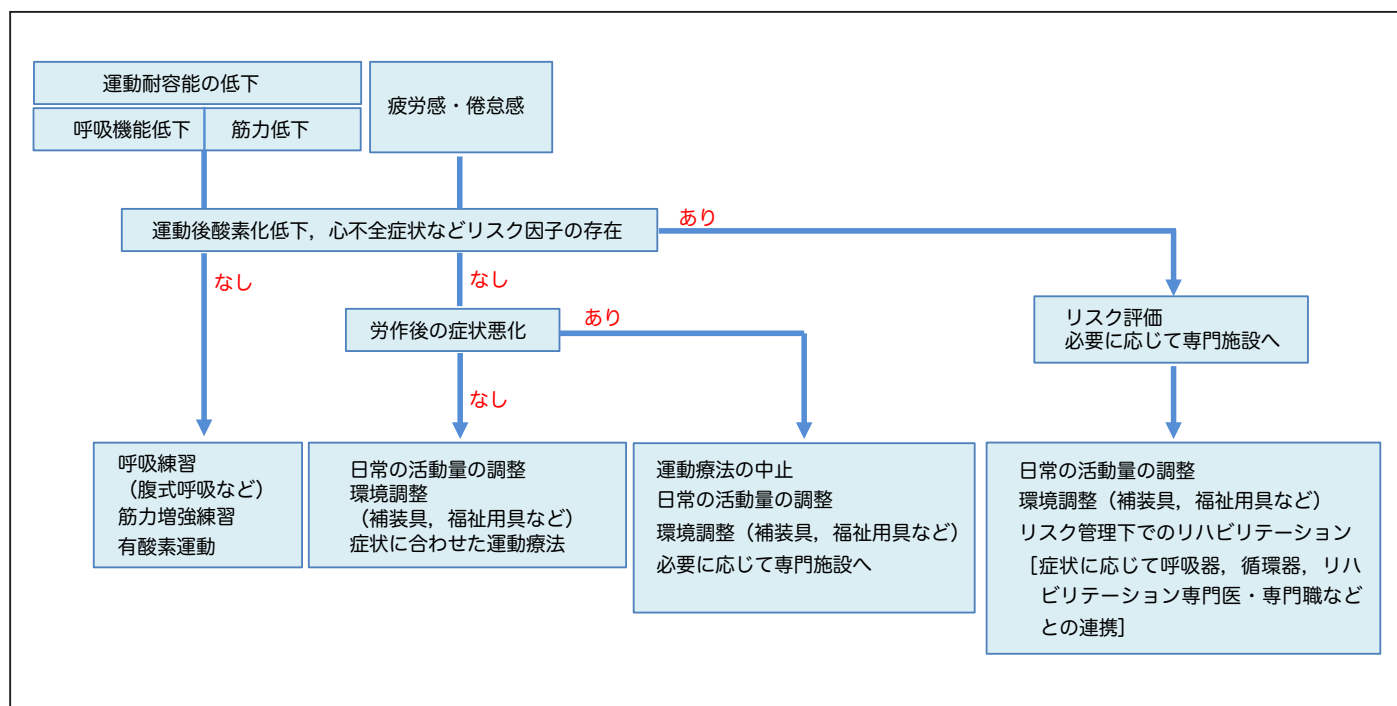 運動耐容能の低下
呼吸機能低下
筋力低下
疲労感・倦怠感
運動後酸素化低下，心不全症状などリスク因子の存在
あり
なし
なし
労作後の症状悪化
あり
リスク評価
必要に応じて専門施設へ
なし
呼吸練習
（腹式呼吸など）
筋力増強練習
有酸素運動
日常の活動量の調整
環境調整
（補装具，福祉用具など）
症状に合わせた運動療法
運動療法の中止
日常の活動量の調整
環境調整（補装具，福祉用具など）
必要に応じて専門施設へ
日常の活動量の調整
環境調整（補装具，福祉用具など）
リスク管理下でのリハビリテーション
［症状に応じて呼吸器，循環器，リハ
ビリテーション専門医・専門職など
との連携］